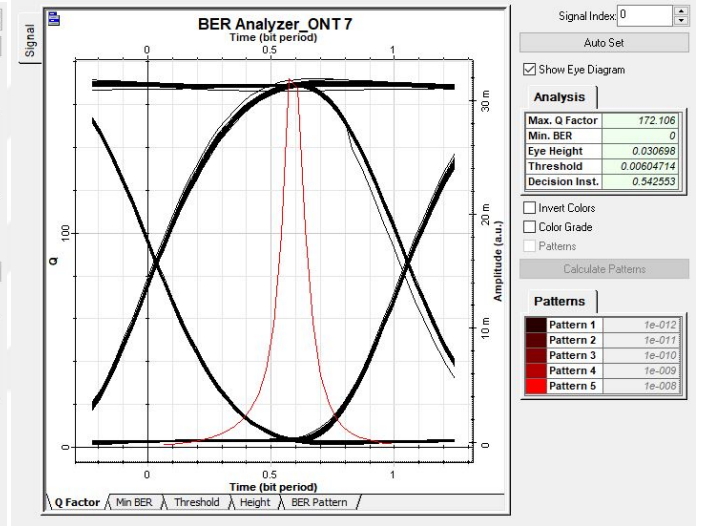 Signal
BER Analyzer_ONT 7
Time (bit period)
0 0.5 1
Q
100
0
30 m
20 m
10 m
0
Amplitude (a.u.)
0 0.5 1
Time (bit period)
Q Factor Min BER Threshold Height BER Pattern
Signal Index: 0
Auto Set
Show Eye Diagram
Analysis
Max. Q Factor 172.106
Min. BER 0
Eye Height 0.030698
Threshold 0.00604714
Decision Inst. 0.542553
Invert Colors
Color Grade
Patterns
Calculate Patterns
Patterns
Pattern 1 1e-012
Pattern 2 1e-011
Pattern 3 1e-010
Pattern 4 1e-009
Pattern 5 1e-008